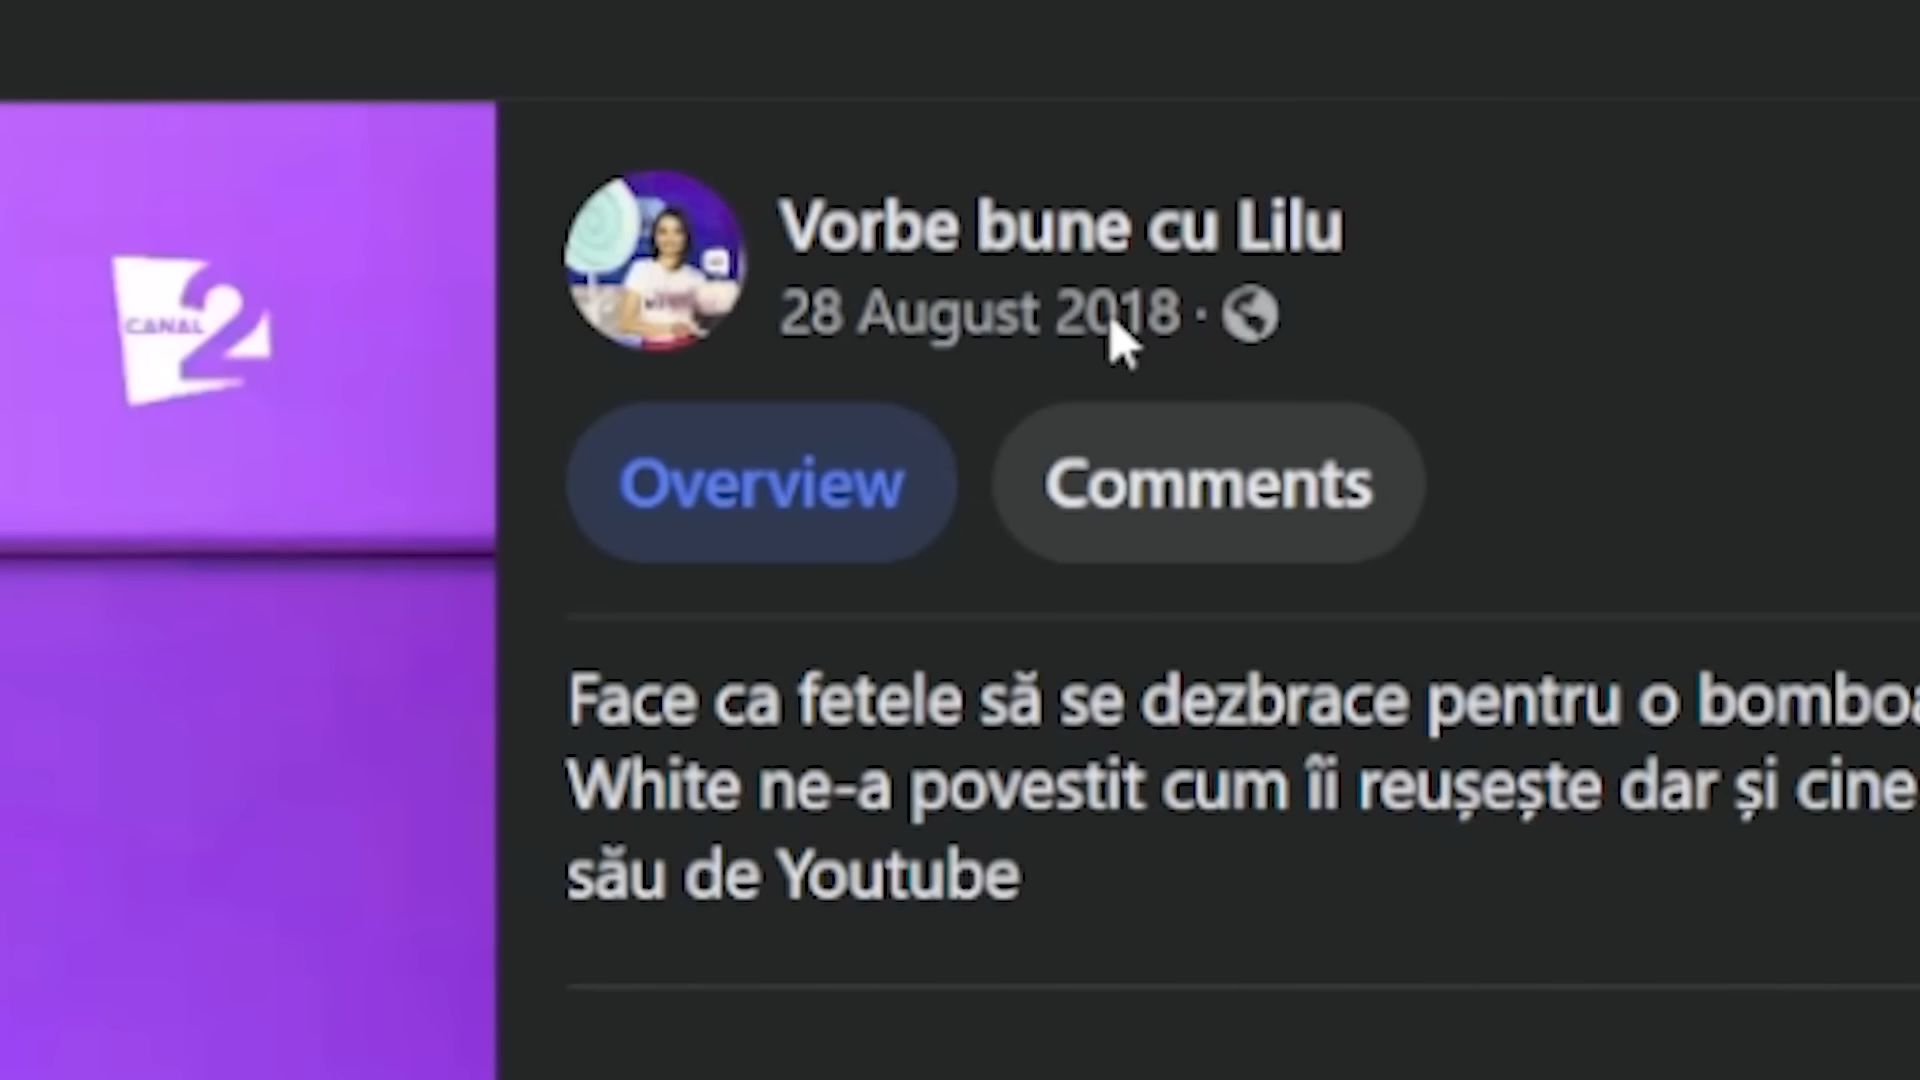 CANAL 2
Vorbe bune cu Lilu
28 August 2018 ·
Overview
Comments
Face ca fetele să se dezbrace pentru o
White ne-a povestit cum îi reușește dar și cine
său de Youtube